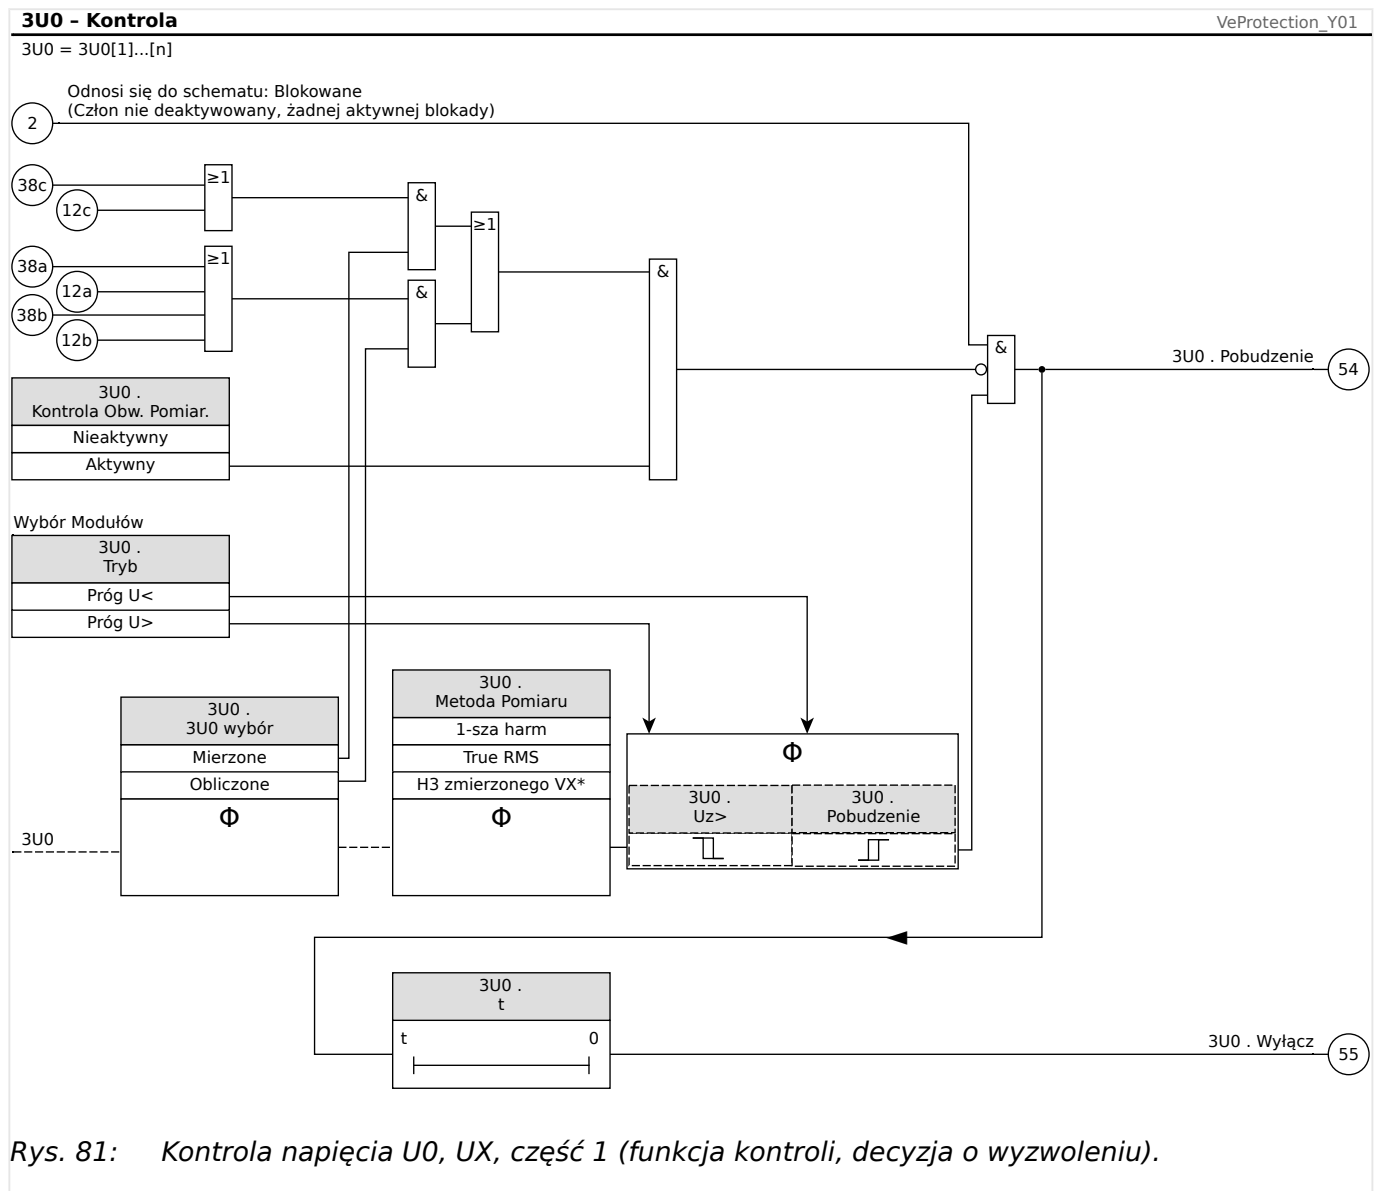 3U0 – Kontrola
VeProtection_Y01
3U0 = 3U0[1]...[n]
Odnosi się do schematu: Blokowane
(Człon nie deaktywowany, żadnej aktywnej blokady)
2
38c
12c
≥1
&
≥1
38a
12a
38b
12b
≥1
&
&
&
3U0 . Pobudzenie
54
3U0 .
Kontrola Obw. Pomiar.
Nieaktywny
Aktywny
Wybór Modułów
3U0 .
Tryb
Próg U<
Próg U>
3U0 .
3U0 wybór
Mierzone
Obliczone
Φ
3U0
3U0 .
Metoda Pomiaru
1-sza harm
True RMS
H3 zmierzonego VX*
Φ
Φ
3U0 .
Uz>
3U0 .
Pobudzenie
3U0 .
t
t
0
3U0 . Wyłącz
55
Rys. 81: Kontrola napięcia U0, UX, część 1 (funkcja kontroli, decyzja o wyzwoleniu).